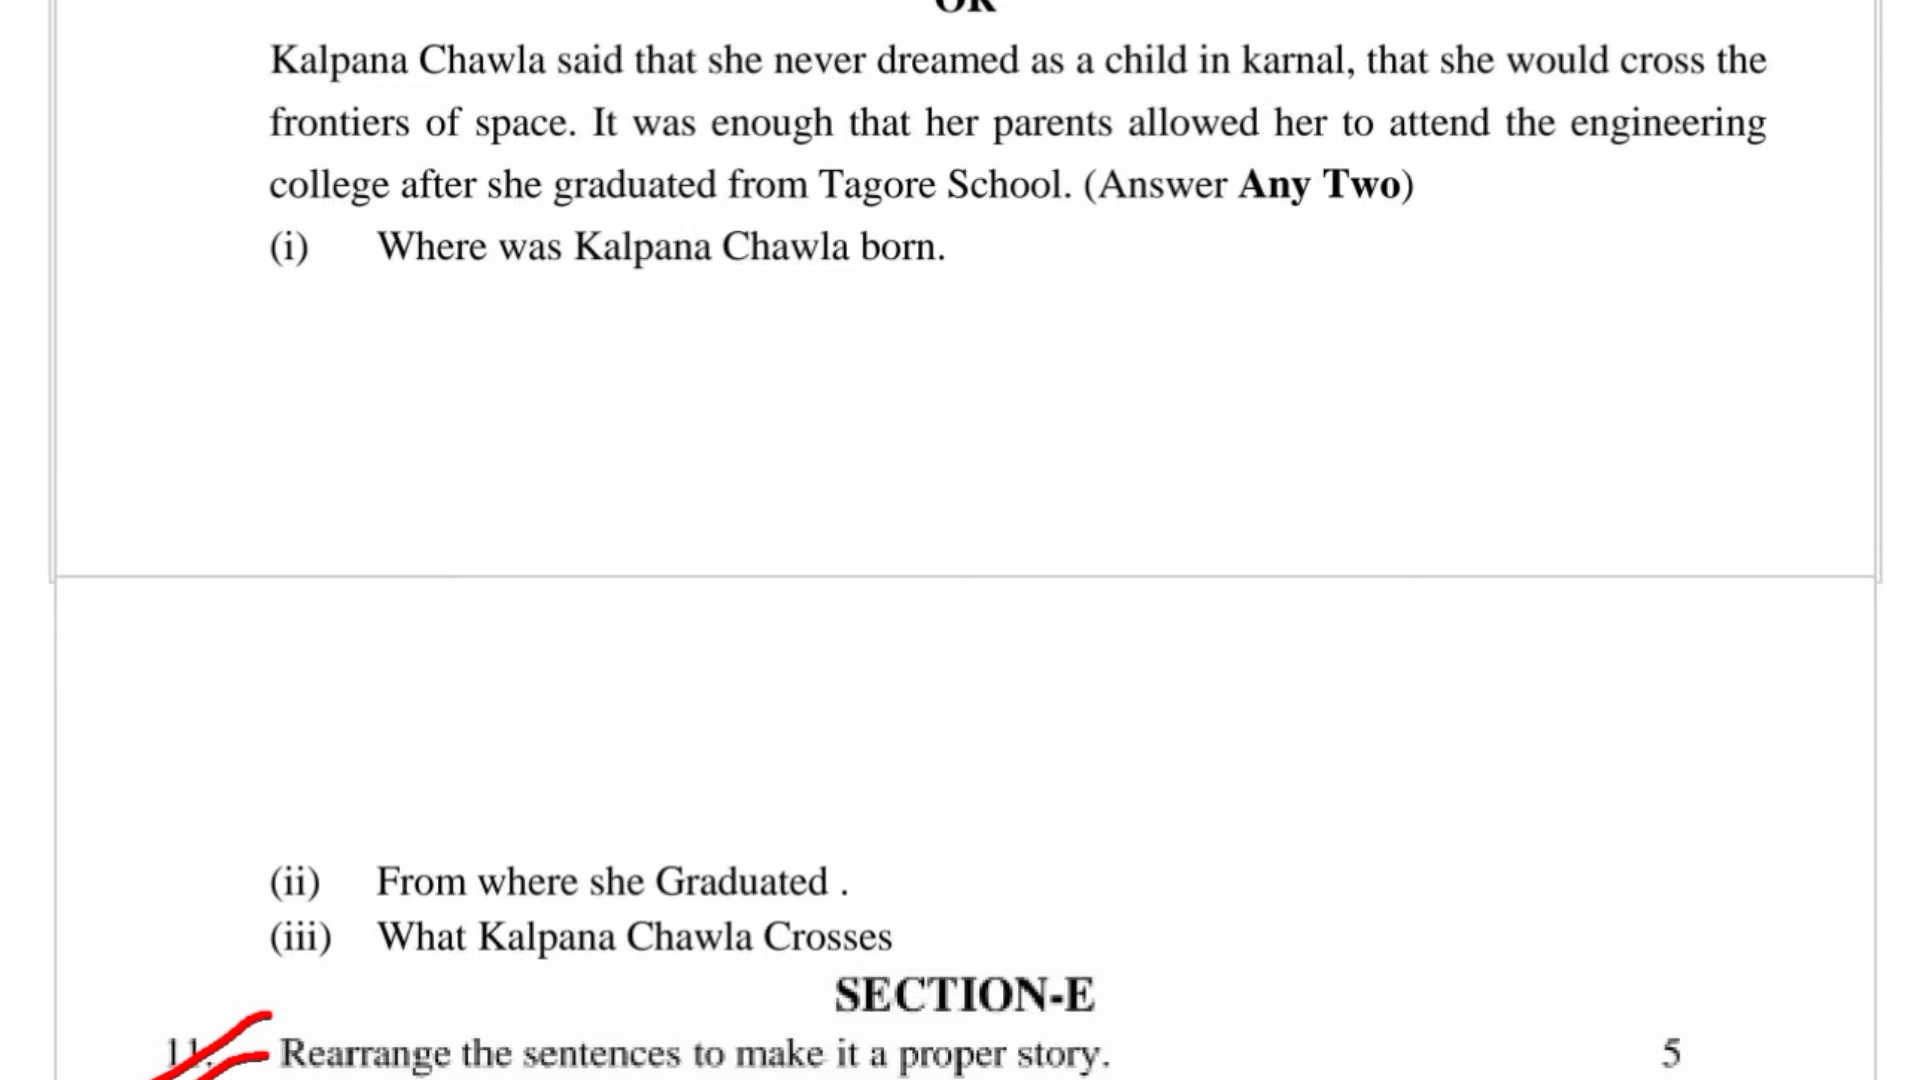 OR
Kalpana Chawla said that she never dreamed as a child in karnal, that she would cross the
frontiers of space. It was enough that her parents allowed her to attend the engineering
college after she graduated from Tagore School. (Answer Any Two)
(i) Where was Kalpana Chawla born.
(ii) From where she Graduated .
(iii) What Kalpana Chawla Crosses
SECTION-E
11. Rearrange the sentences to make it a proper story. 5